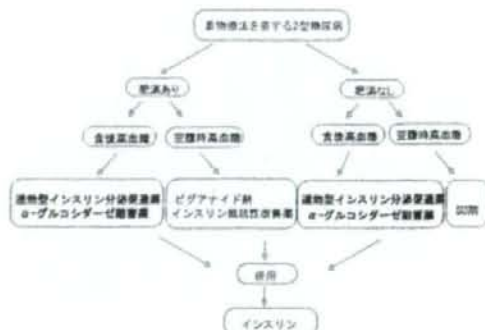 薬物療法を要する2型糖尿病
肥満あり
肥満なし
食後高血糖
空腹時高血糖
食後高血糖
空腹時高血糖
速効型インスリン分泌促進薬
α-グルコシダーゼ阻害薬
ビグアナイド剤
インスリン抵抗性改善薬
速効型インスリン分泌促進薬
α-グルコシダーゼ阻害薬
併用
インスリン